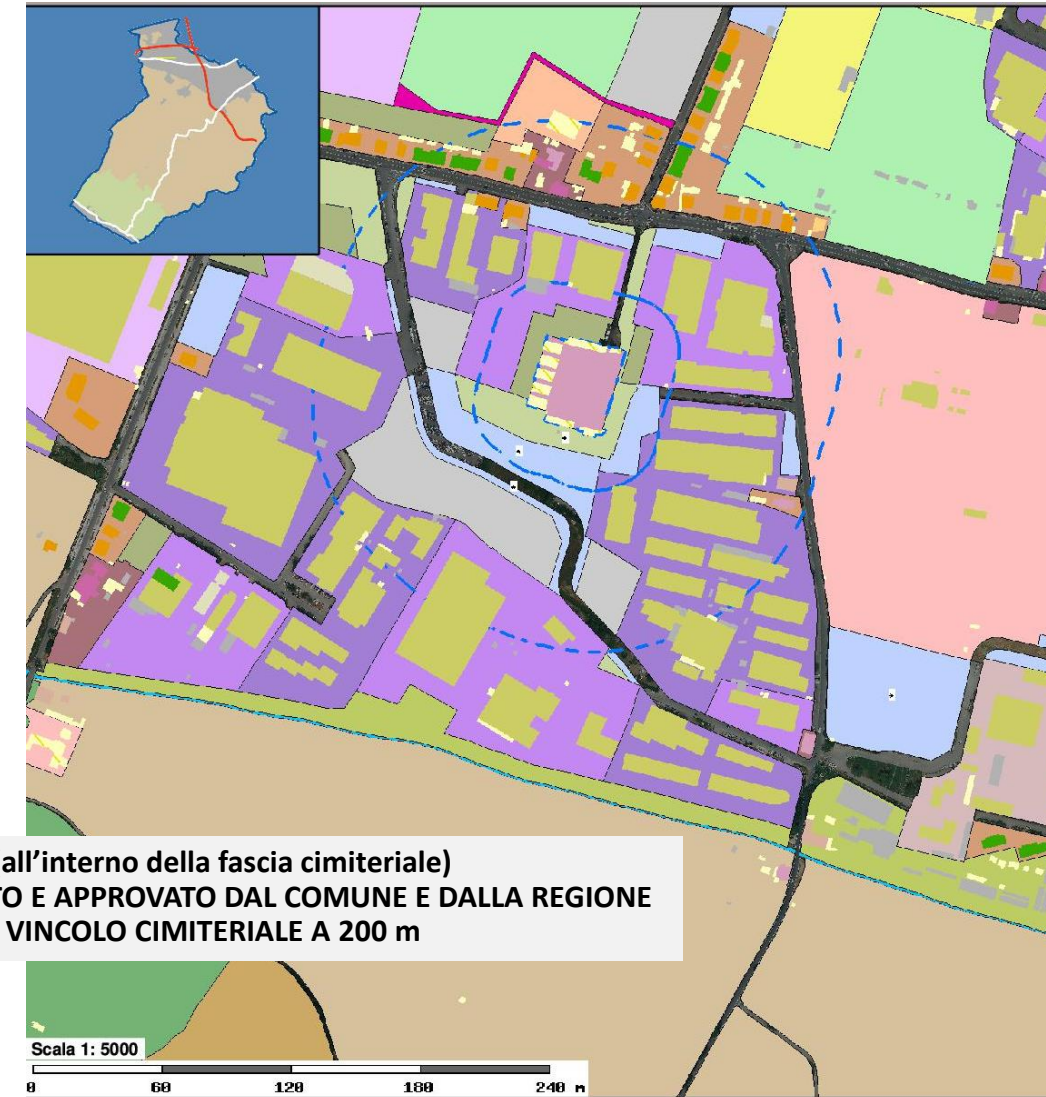 all’interno della fascia cimiteriale)
TO E APPROVATO DAL COMUNE E DALLA REGIONE
VINCOLO CIMITERIALE A 200 m
Scala 1: 5000
0 60 120 180 240 m